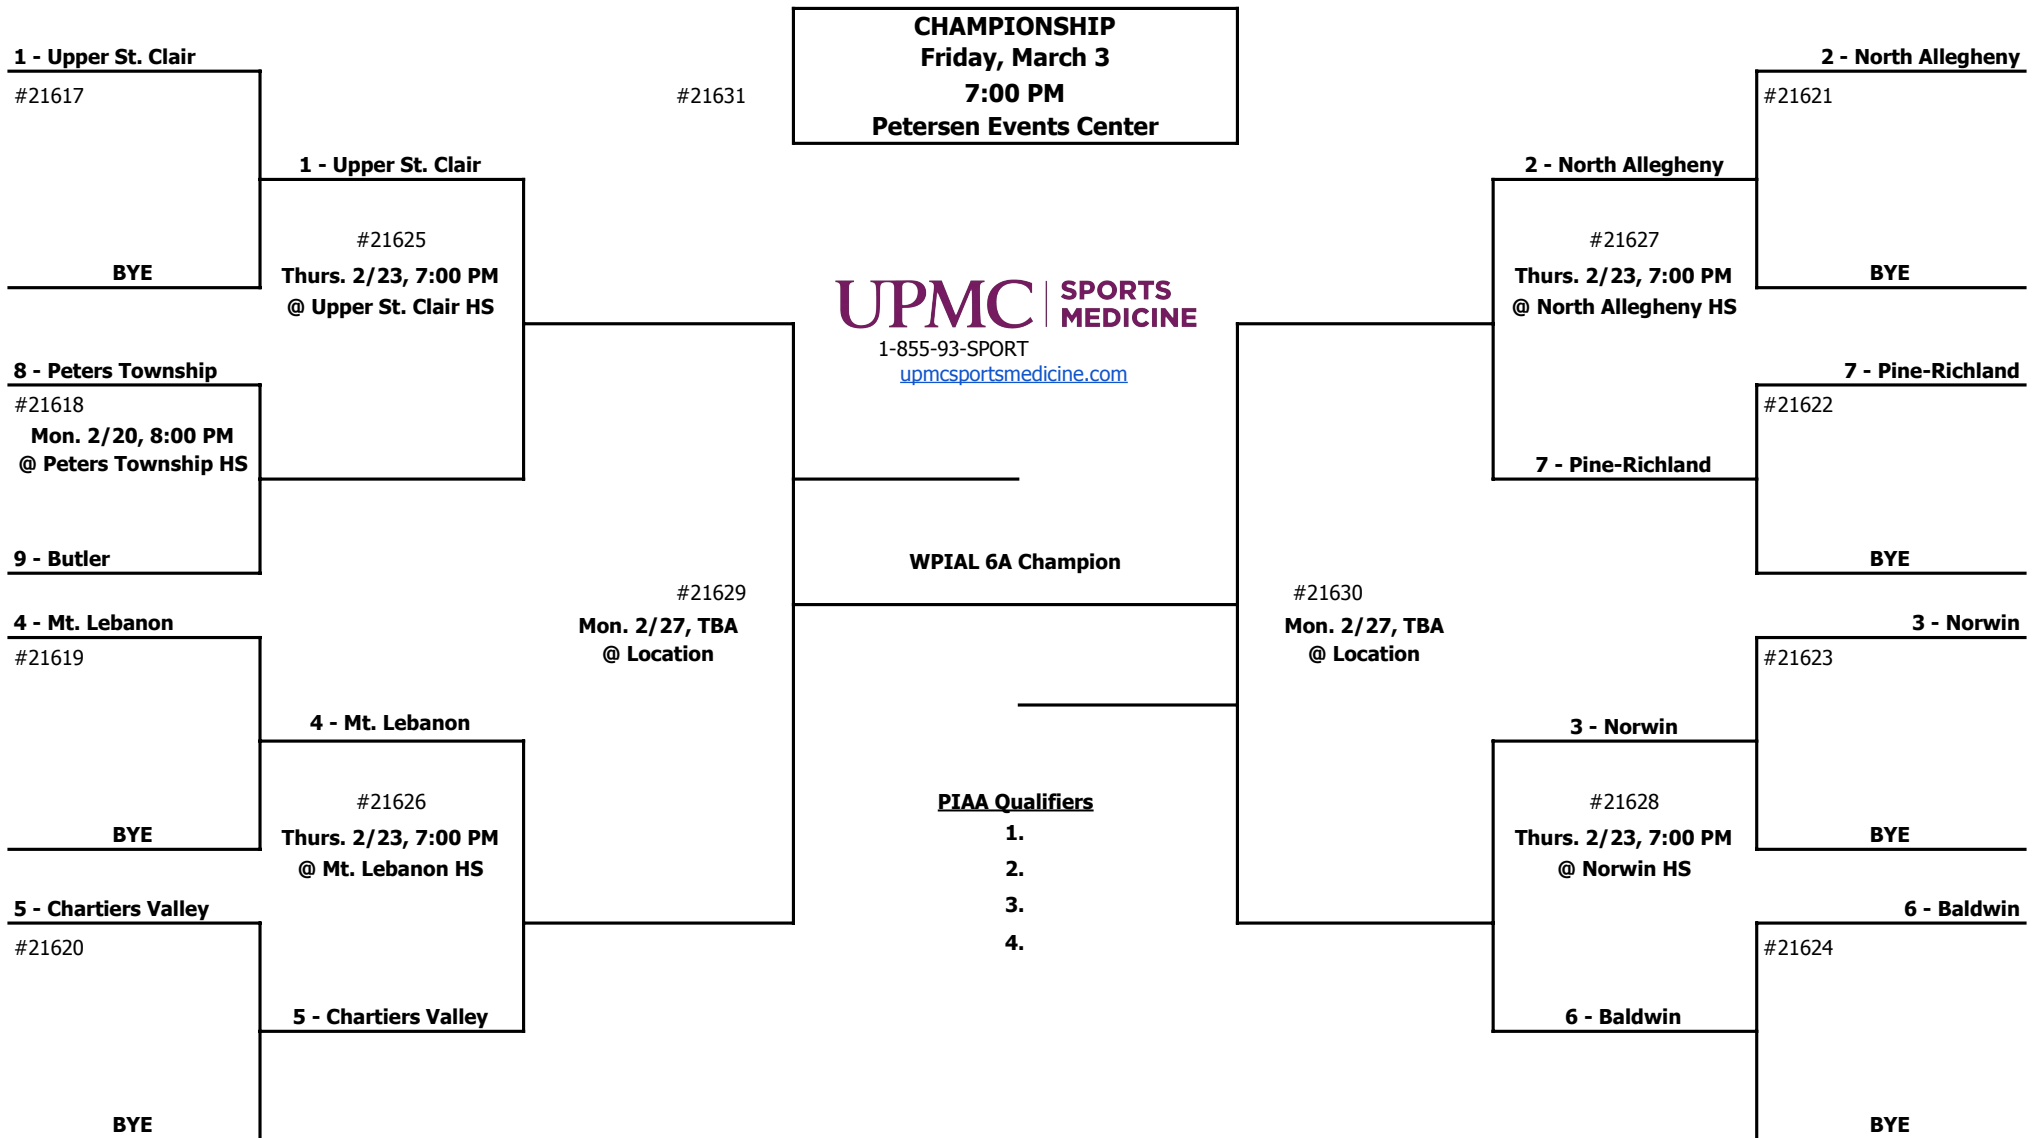 CHAMPIONSHIP
Friday, March 3
7:00 PM
Petersen Events Center
#21631
1 - Upper St. Clair
#21617
BYE
1 - Upper St. Clair
#21625
Thurs. 2/23, 7:00 PM
@ Upper St. Clair HS
8 - Peters Township
#21618
Mon. 2/20, 8:00 PM
@ Peters Township HS
9 - Butler
4 - Mt. Lebanon
#21619
BYE
4 - Mt. Lebanon
#21626
Thurs. 2/23, 7:00 PM
@ Mt. Lebanon HS
5 - Chartiers Valley
#21620
5 - Chartiers Valley
BYE
#21629
Mon. 2/27, TBA
@ Location
UPMC SPORTS
MEDICINE
1-855-93-SPORT
upmcsportsmedicine.com
WPIAL 6A Champion
PIAA Qualifiers
1.
2.
3.
4.
#21630
Mon. 2/27, TBA
@ Location
2 - North Allegheny
#21621
2 - North Allegheny
#21627
Thurs. 2/23, 7:00 PM
@ North Allegheny HS
BYE
7 - Pine-Richland
#21622
7 - Pine-Richland
BYE
3 - Norwin
#21623
3 - Norwin
#21628
Thurs. 2/23, 7:00 PM
@ Norwin HS
BYE
6 - Baldwin
#21624
6 - Baldwin
BYE